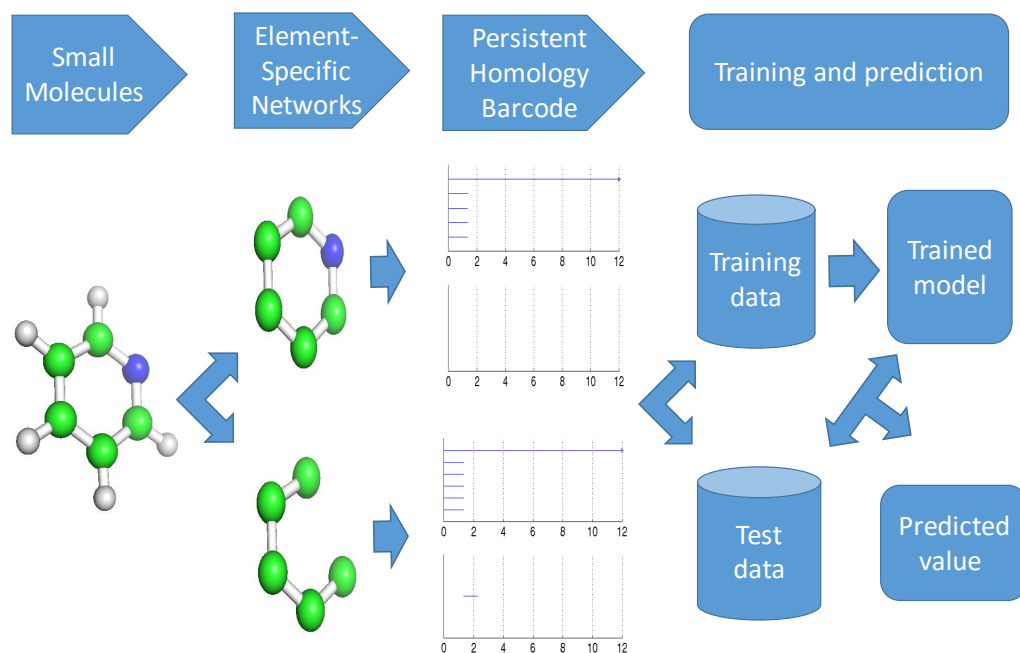 Small
Molecules
Element-
Specific
Networks
Persistent
Homology
Barcode
Training and prediction
0 2 4 6 8 10 12
0 2 4 6 8 10 12
Training
data
Trained
model
0 2 4 6 8 10 12
0 2 4 6 8 10 12
Test
data
Predicted
value